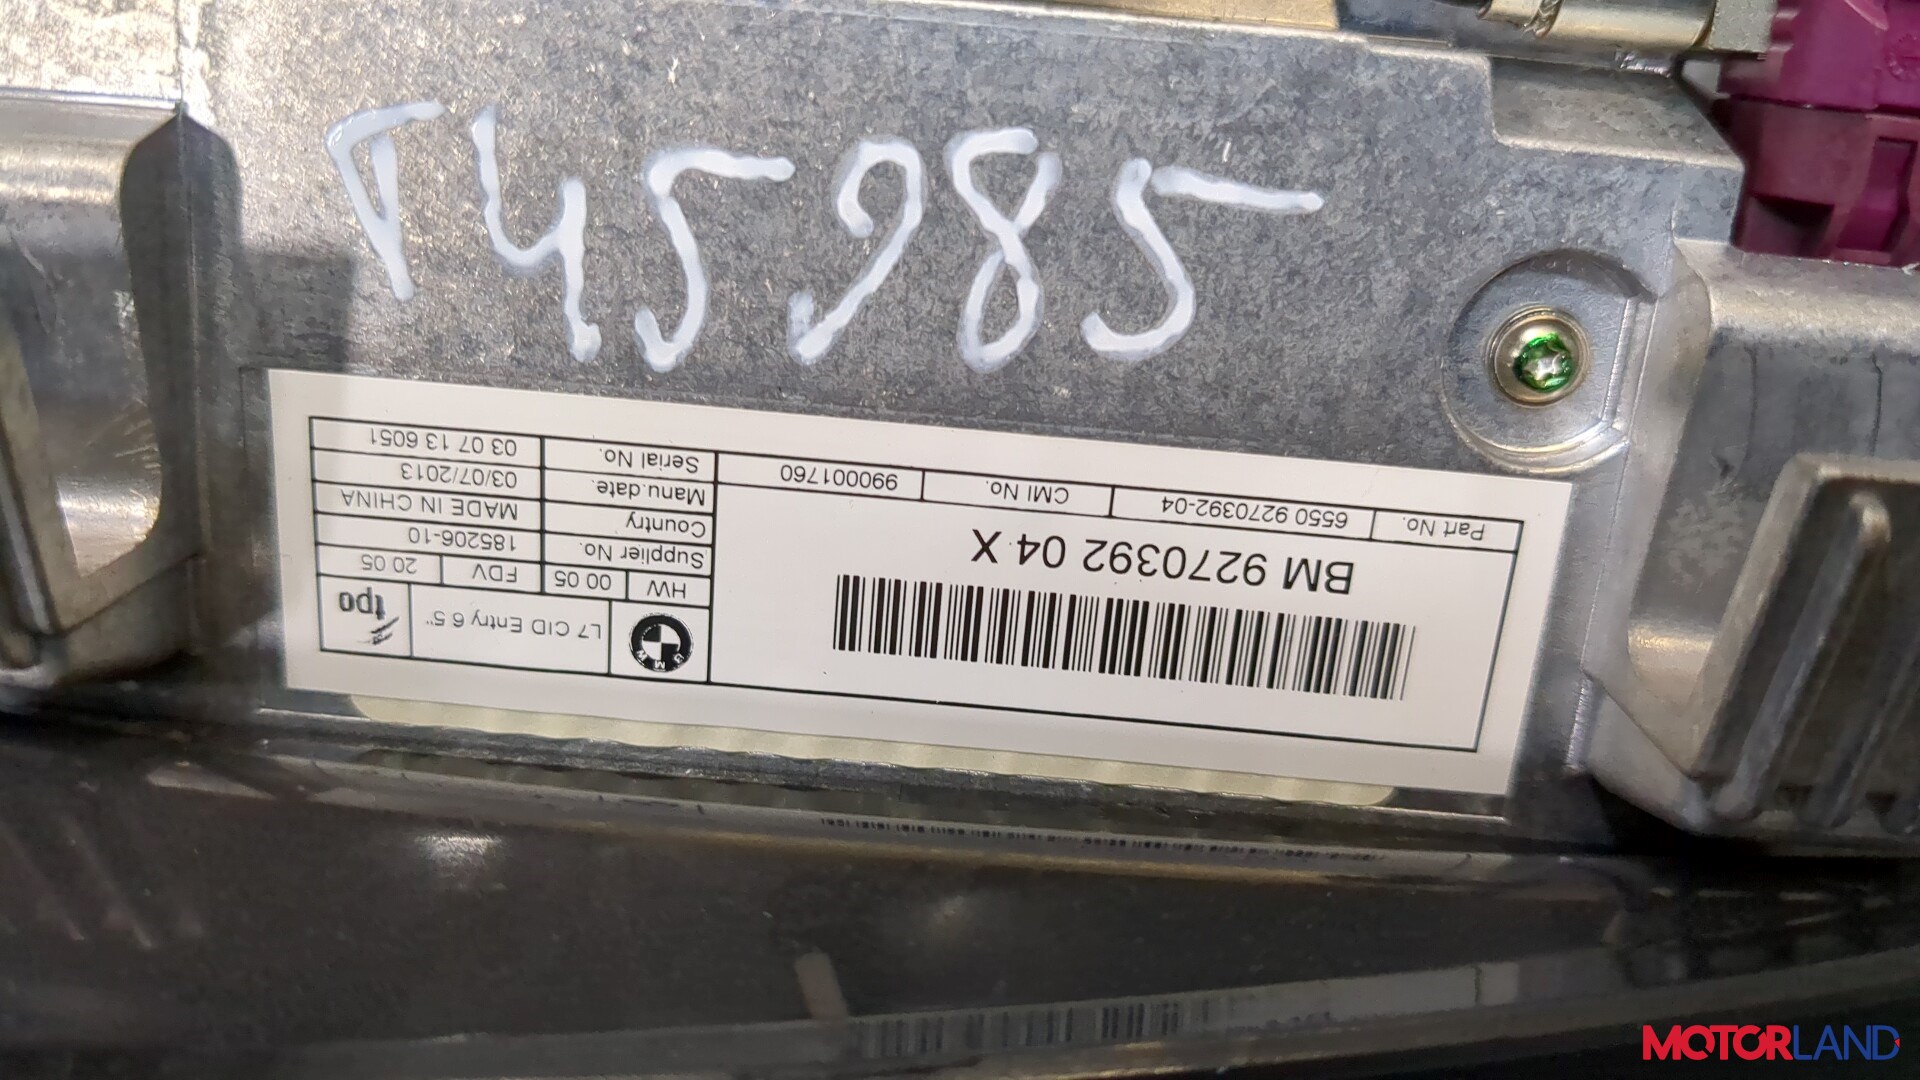 T45985
BM 9270392 04 X
Part No.
6550 9270392-04
CMI No.
990001760
BMW
L7 CID Entry 6.5"
tpo
HW
00 05
FDV
20 05
Supplier No.
185206-10
Country
MADE IN CHINA
Manu.date.
03/07/2013
Serial No.
03 07 13 6051
MOTORLAND